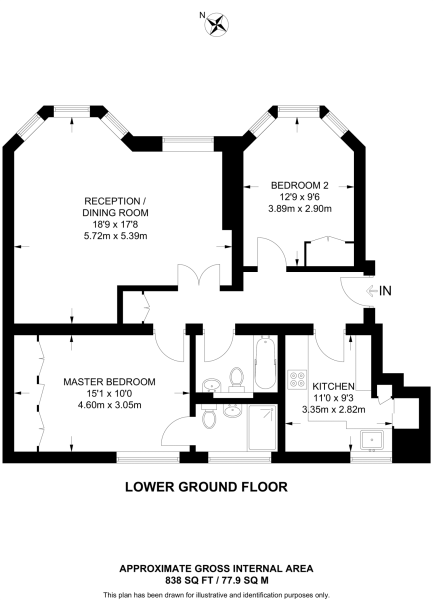 N
RECEPTION /
DINING ROOM
18'9 x 17'8
5.72m x 5.39m
BEDROOM 2
12'9 x 9'6
3.89m x 2.90m
IN
MASTER BEDROOM
15'1 x 10'0
4.60m x 3.05m
KITCHEN
11'0 x 9'3
3.35m x 2.82m
LOWER GROUND FLOOR
APPROXIMATE GROSS INTERNAL AREA
838 SQ FT / 77.9 SQ M
This plan has been drawn for illustrative and identification purposes only.